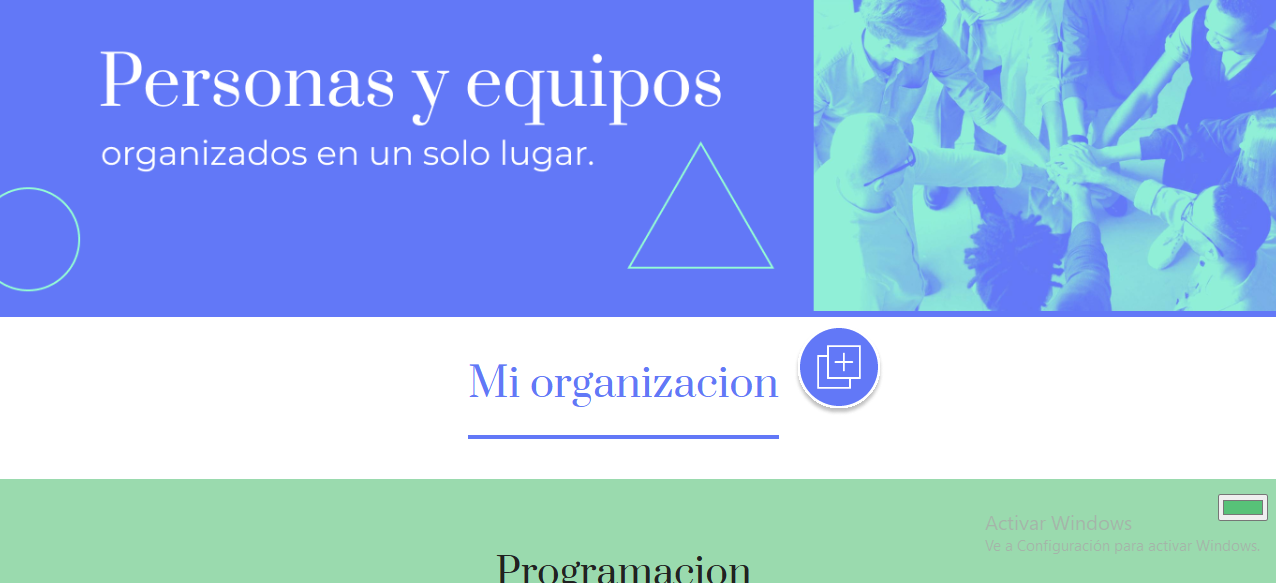 Personas y equipos
organizados en un solo lugar.
Mi organizacion
Activar Windows
Ve a Configuración para activar Windows.
Programacion